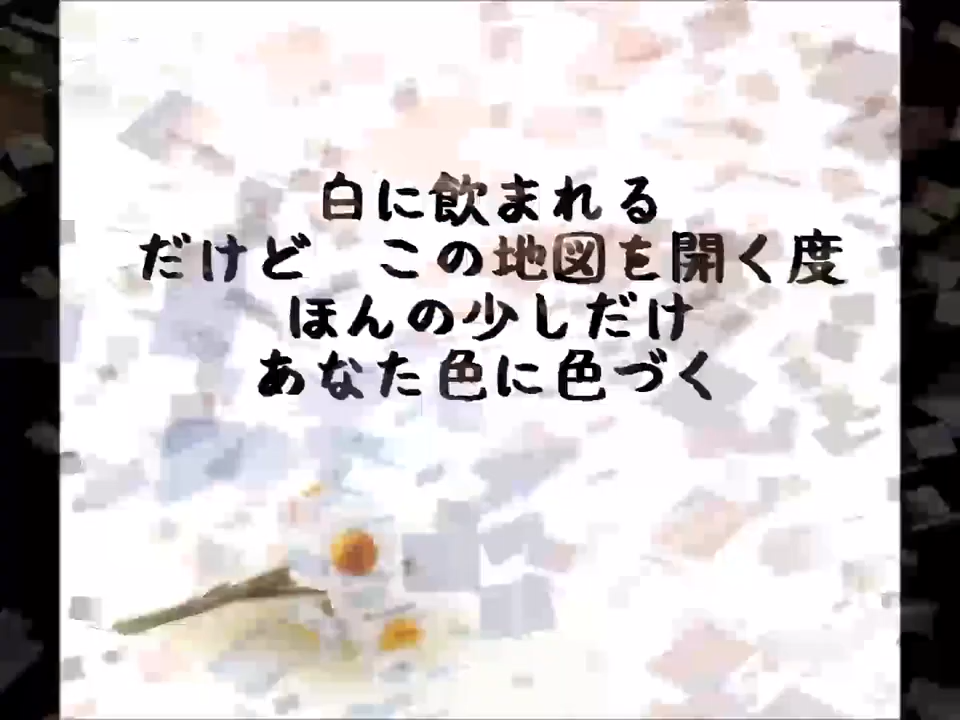 白に飲まれる
だけど　この地図を開く度
ほんの少しだけ
あなた色に色づく